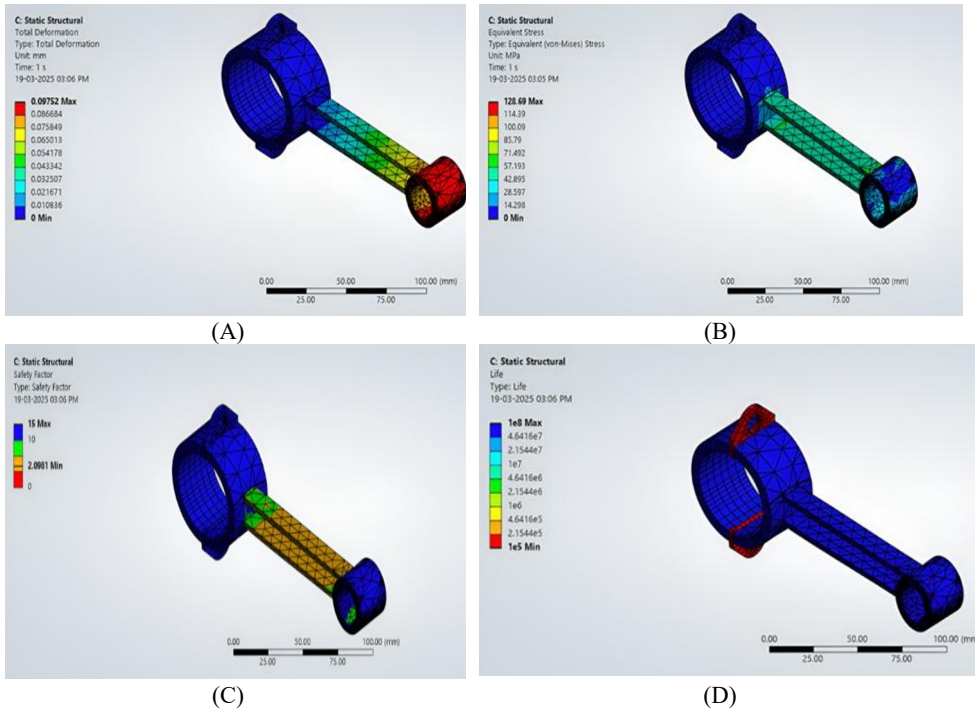 C: Static Structural
Total Deformation
Type: Total Deformation
Unit: mm
Time: 1 s
19-03-2025 03:06 PM
0.09752 Max
0.086684
0.075849
0.065013
0.054178
0.043342
0.032507
0.021671
0.010836
0 Min
0.00 50.00 100.00 (mm)
25.00 75.00
(A)
C: Static Structural
Equivalent Stress
Type: Equivalent (von-Mises) Stress
Unit: MPa
Time: 1 s
19-03-2025 03:05 PM
128.69 Max
114.39
100.09
85.79
71.492
57.193
42.895
28.597
14.298
0 Min
0.00 50.00 100.00 (mm)
25.00 75.00
(B)
C: Static Structural
Safety Factor
Type: Safety Factor
19-03-2025 03:06 PM
15 Max
10
2.0981 Min
0
0.00 50.00 100.00 (mm)
25.00 75.00
(C)
C: Static Structural
Life
Type: Life
19-03-2025 03:06 PM
1e8 Max
4.6416e7
2.1544e7
1e7
4.6416e6
2.1544e6
1e6
4.6416e5
2.1544e5
1e5 Min
0.00 50.00 100.00 (mm)
25.00 75.00
(D)